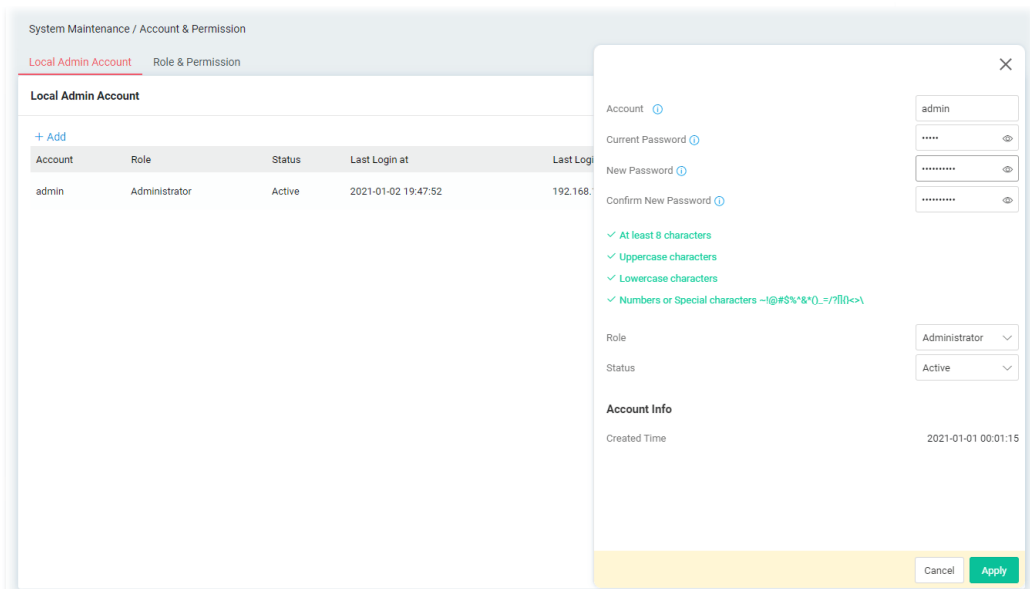 System Maintenance / Account & Permission
Local Admin Account Role & Permission
Local Admin Account
+ Add
Account Role Status Last Login at Last Logi
admin Administrator Active 2021-01-02 19:47:52 192.168.
Account admin
Current Password •••••
New Password ••••••••••
Confirm New Password ••••••••••
✓ At least 8 characters
✓ Uppercase characters
✓ Lowercase characters
✓ Numbers or Special characters ~!@#$%^&*()_=/?[]{}<>\
Role Administrator
Status Active
Account Info
Created Time 2021-01-01 00:01:15
Cancel Apply